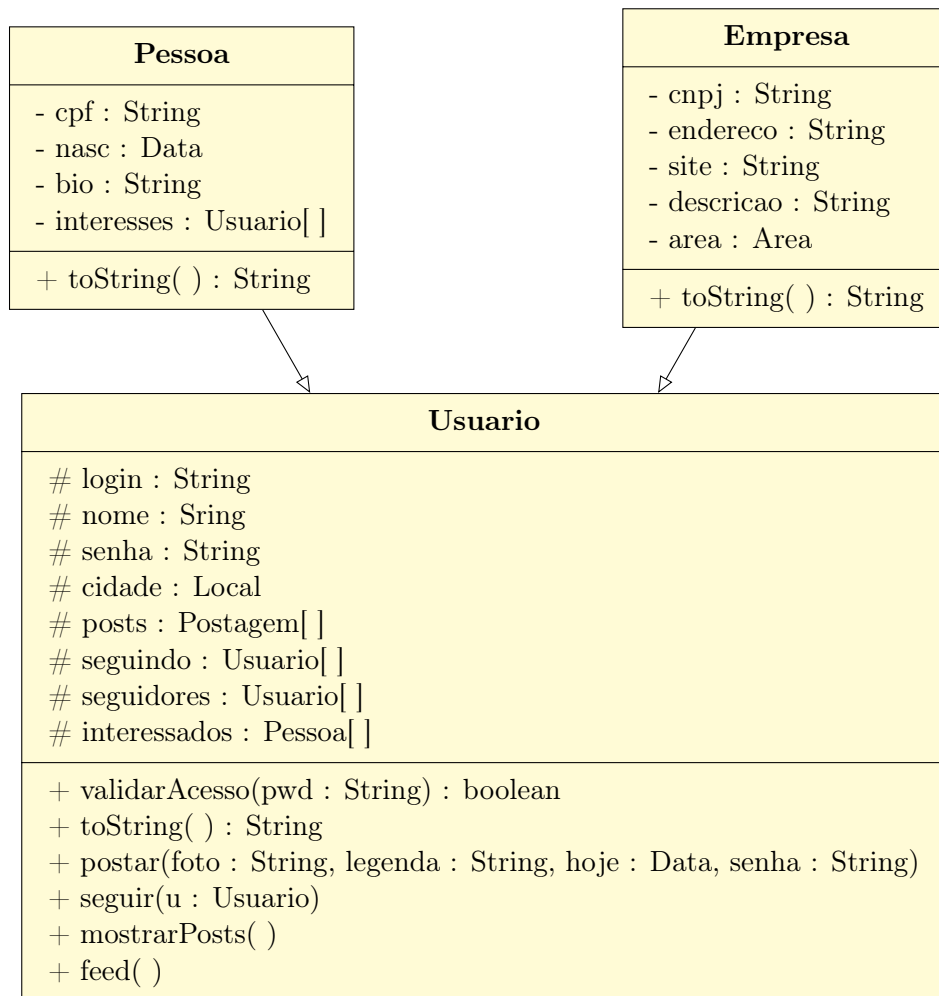 Pessoa
- cpf : String
- nasc : Data
- bio : String
- interesses : Usuario[ ]
+ toString( ) : String
Empresa
- cnpj : String
- endereco : String
- site : String
- descricao : String
- area : Area
+ toString( ) : String
Usuario
# login : String
# nome : Sring
# senha : String
# cidade : Local
# posts : Postagem[ ]
# seguindo : Usuario[ ]
# seguidores : Usuario[ ]
# interessados : Pessoa[ ]
+ validarAcesso(pwd : String) : boolean
+ toString( ) : String
+ postar(foto : String, legenda : String, hoje : Data, senha : String)
+ seguir(u : Usuario)
+ mostrarPosts( )
+ feed( )